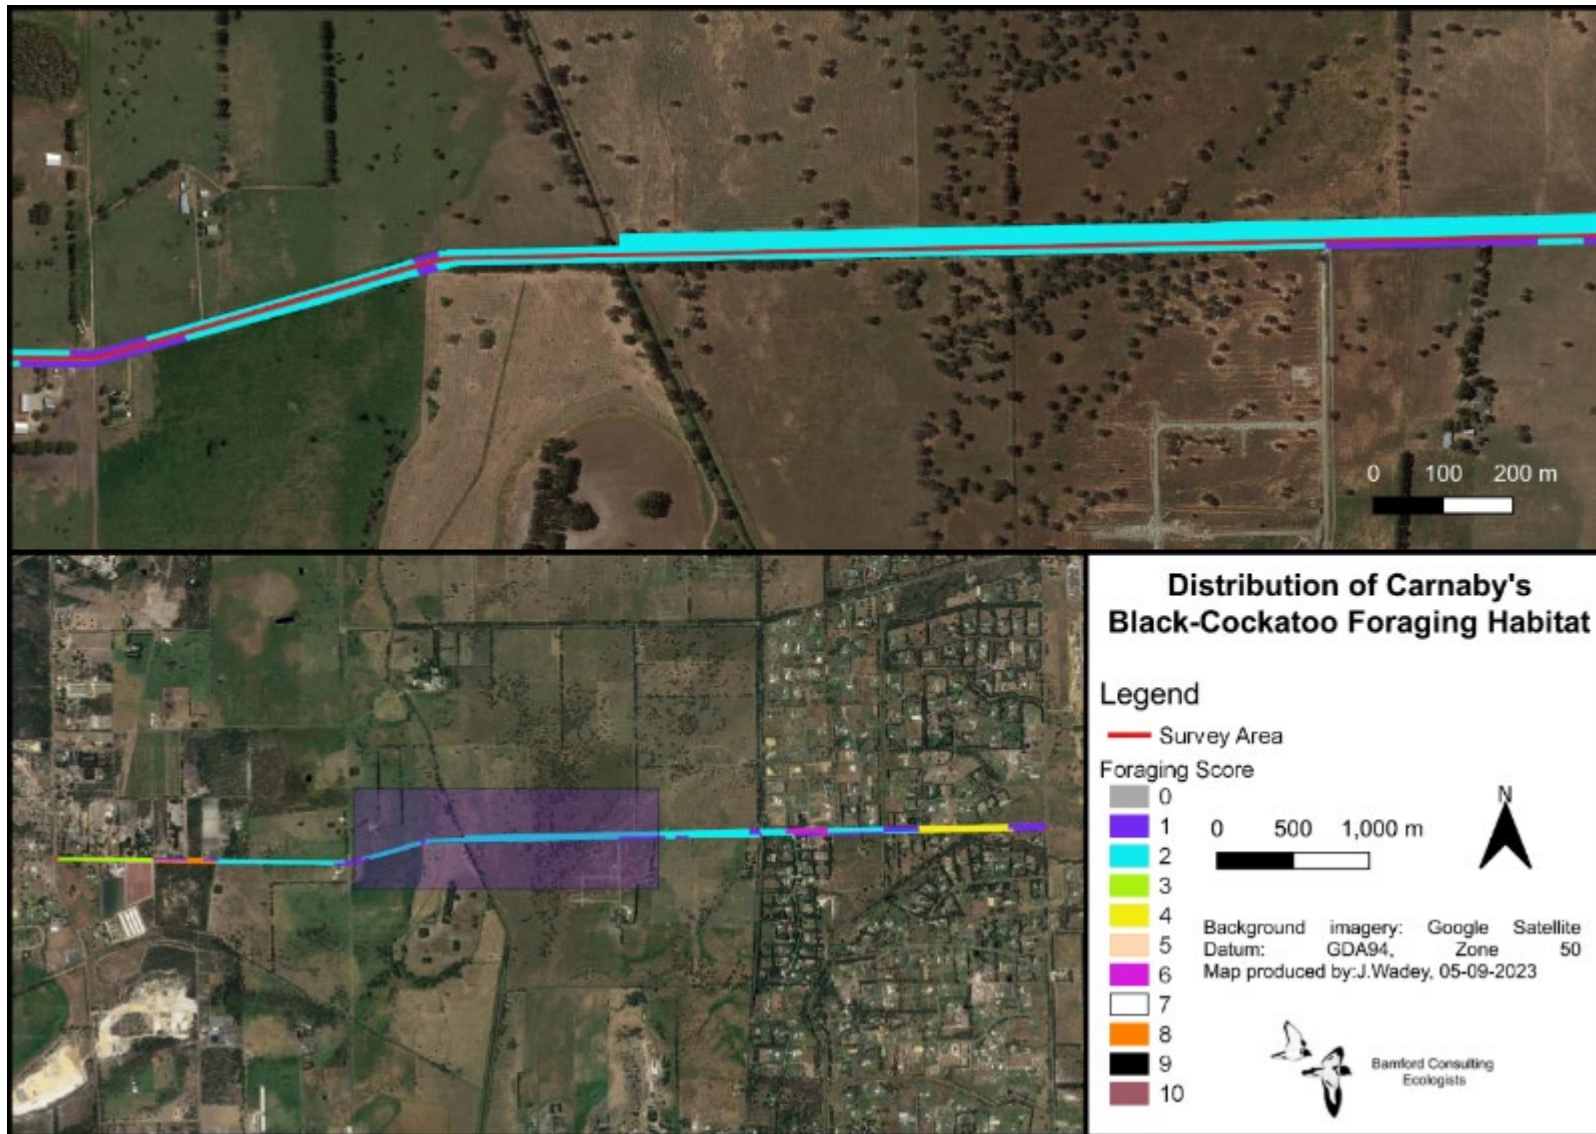 0 100 200 m
Distribution of Carnaby's
Black-Cockatoo Foraging Habitat
Legend
Survey Area
Foraging Score
0
1
2
3
4
5
6
7
8
9
10
0 500 1,000 m
N
Background imagery: Google Satellite
Datum: GDA94, Zone 50
Map produced by:J.Wadey, 05-09-2023
Bamford Consulting
Ecologists